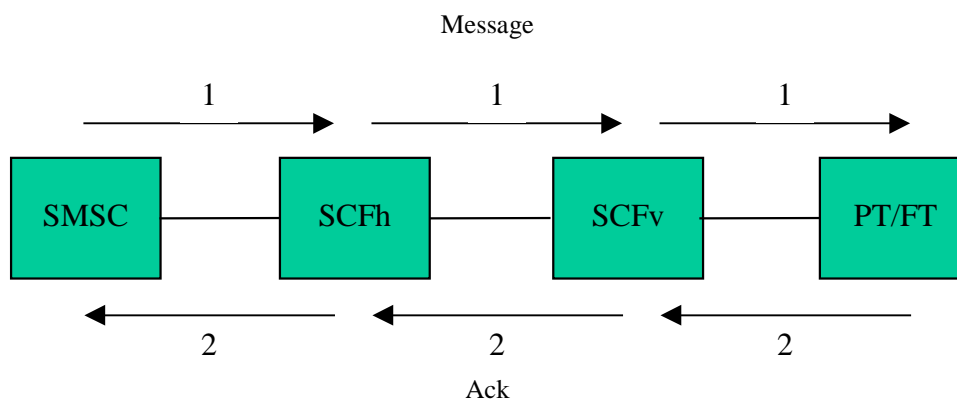 Message
1 1 1
SMSC SCFh SCFv PT/FT
2 2 2
Ack